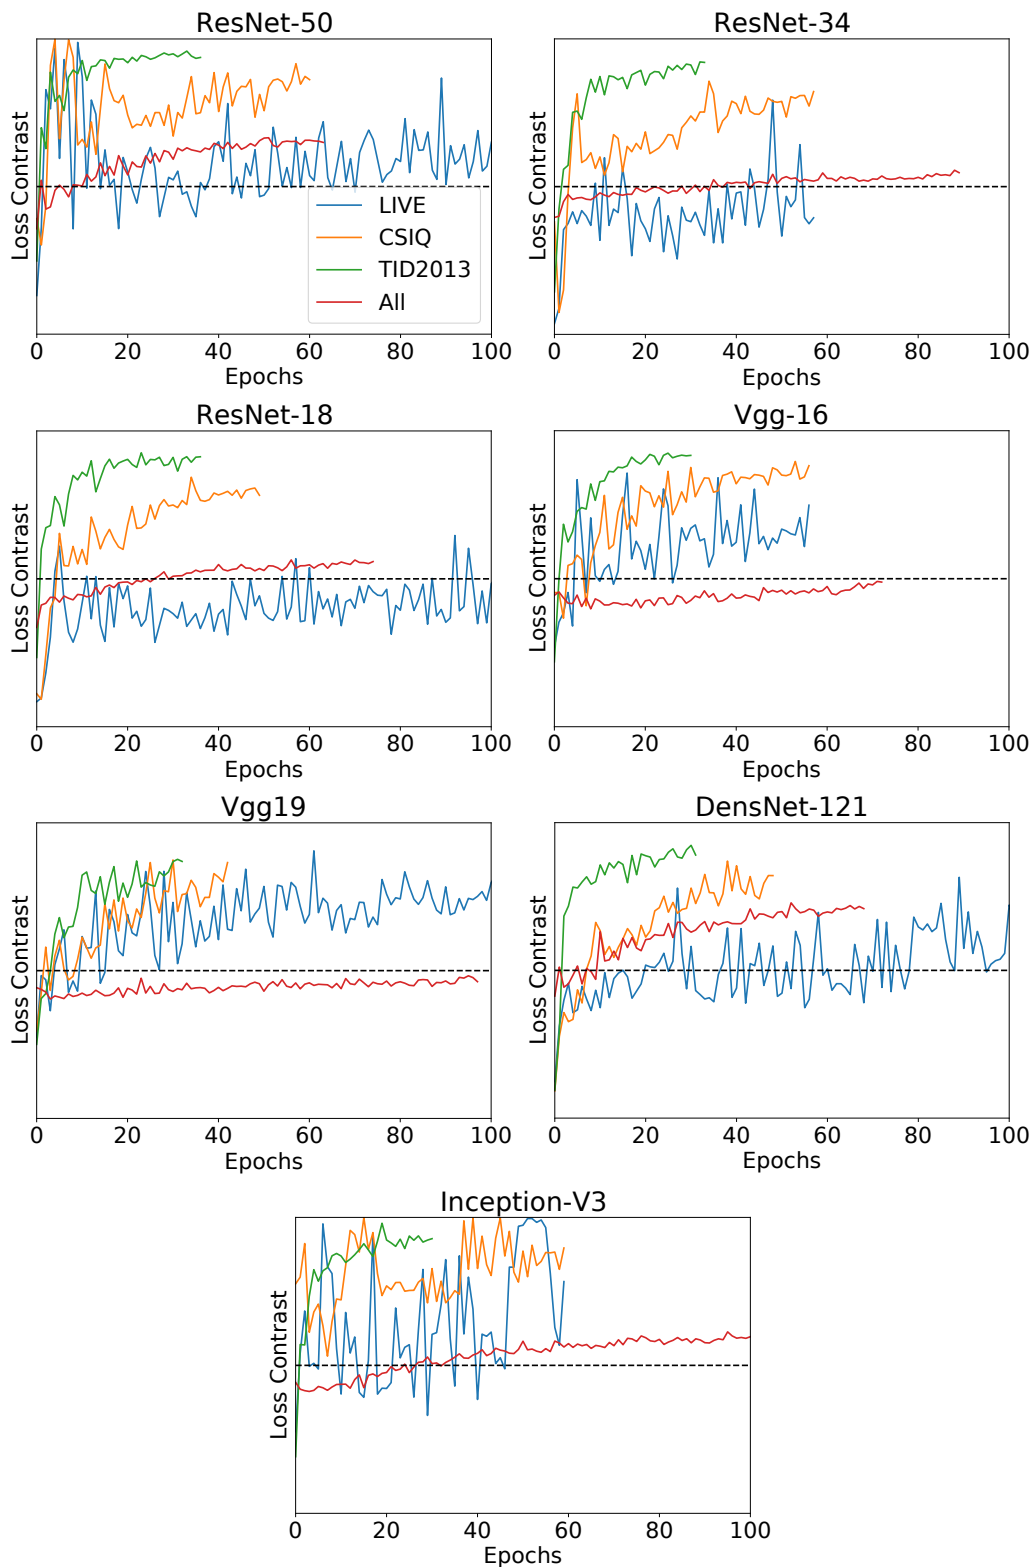 ResNet-50
Loss Contrast
LIVE
CSIQ
TID2013
All
0 20 40 60 80 100
Epochs
ResNet-34
Loss Contrast
0 20 40 60 80 100
Epochs
ResNet-18
Loss Contrast
0 20 40 60 80 100
Epochs
Vgg-16
Loss Contrast
0 20 40 60 80 100
Epochs
Vgg19
Loss Contrast
0 20 40 60 80 100
Epochs
DensNet-121
Loss Contrast
0 20 40 60 80 100
Epochs
Inception-V3
Loss Contrast
0 20 40 60 80 100
Epochs